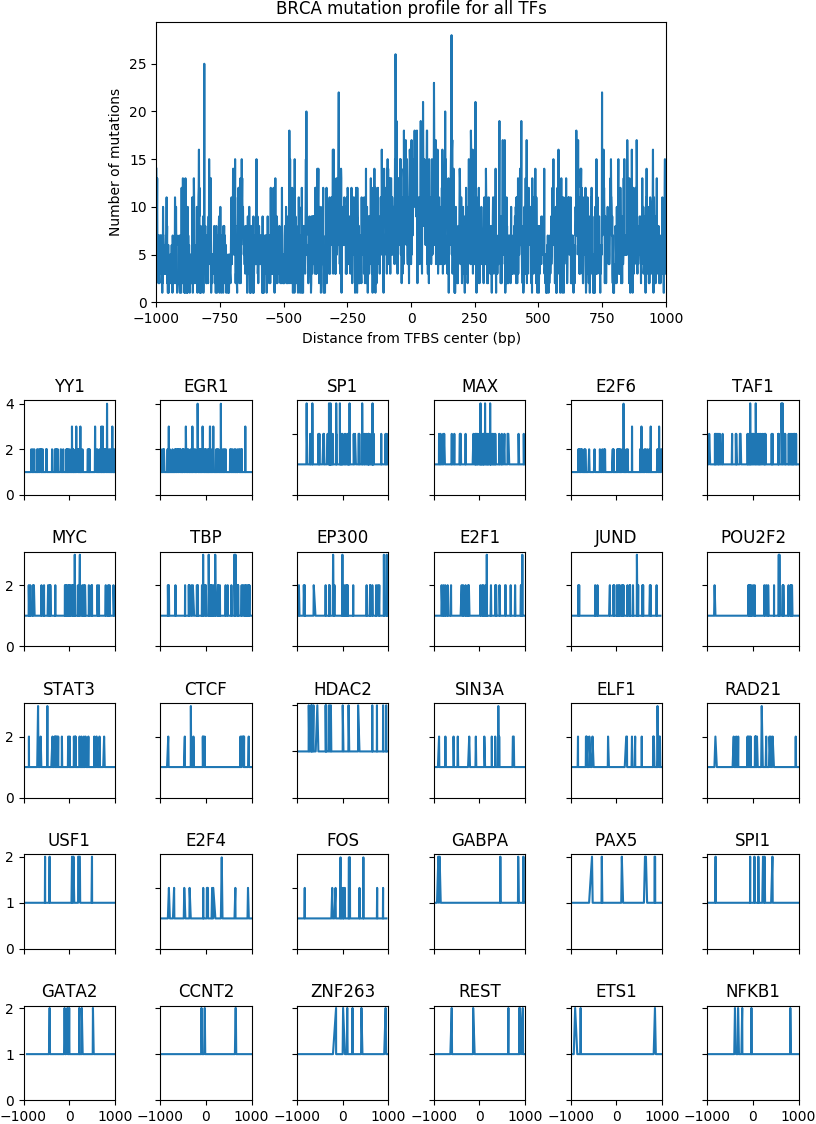 BRCA mutation profile for all TFs
25
20
15
10
5
0
Number of mutations
−1000 −750 −500 −250 0 250 500 750 1000
Distance from TFBS center (bp)
YY1 EGR1 SP1 MAX E2F6 TAF1
4
2
0
MYC TBP EP300 E2F1 JUND POU2F2
2
0
STAT3 CTCF HDAC2 SIN3A ELF1 RAD21
2
0
USF1 E2F4 FOS GABPA PAX5 SPI1
2
1
0
GATA2 CCNT2 ZNF263 REST ETS1 NFKB1
2
1
0
−1000 0 1000 −1000 0 1000 −1000 0 1000 −1000 0 1000 −1000 0 1000 −1000 0 1000